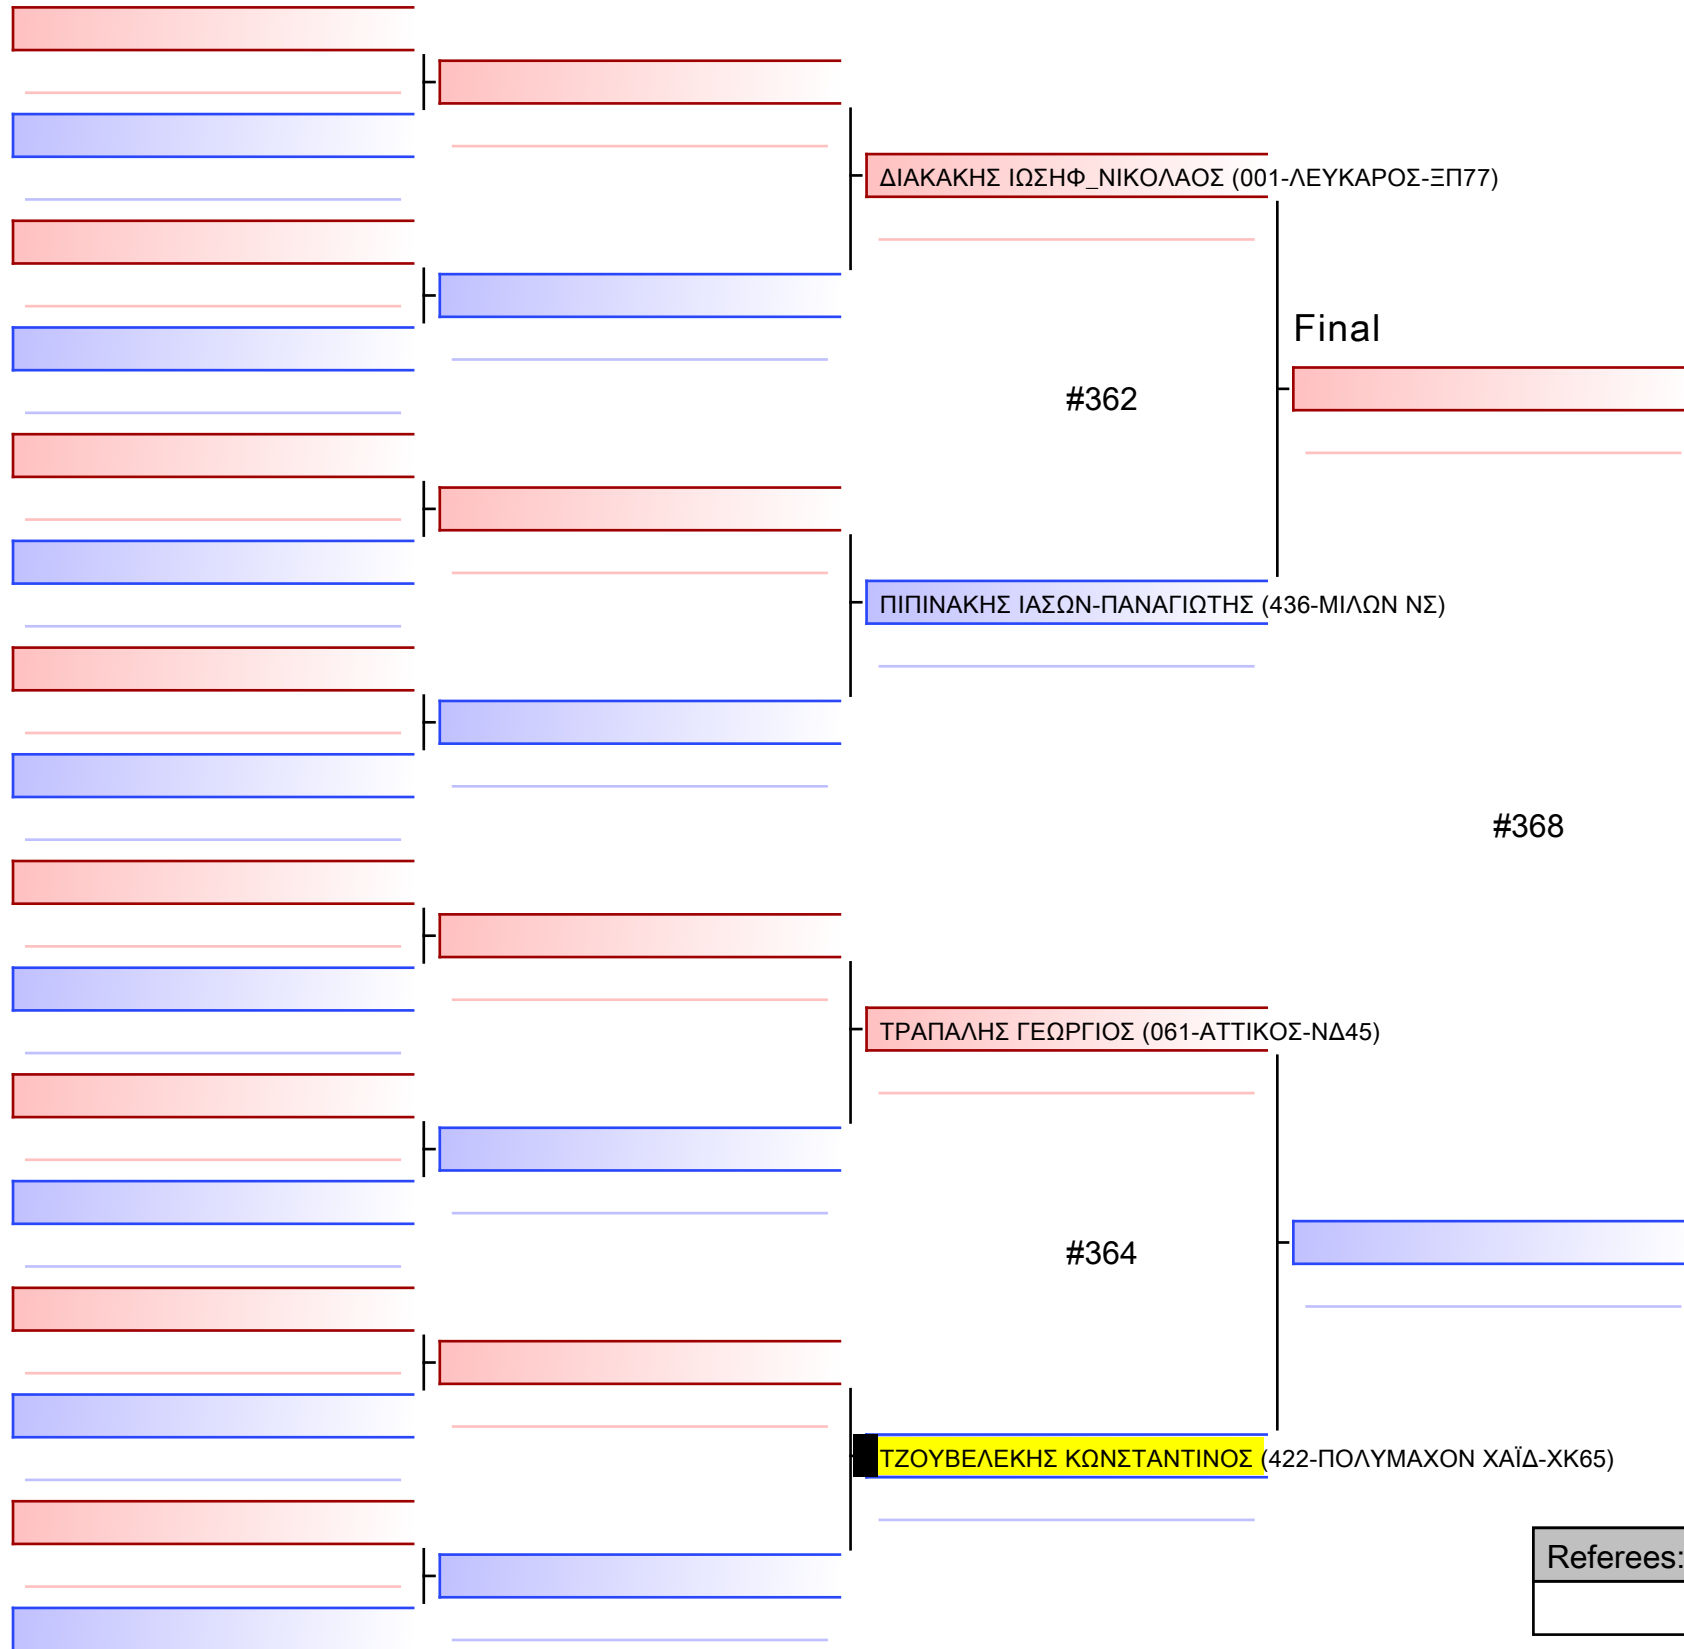 ΔΙΑΚΑΚΗΣ ΙΩΣΗΦ_ΝΙΚΟΛΑΟΣ (001-ΛΕΥΚΑΡΟΣ-ΞΠ77)
Final
#362
ΠΙΠΙΝΑΚΗΣ ΙΑΣΩΝ-ΠΑΝΑΓΙΩΤΗΣ (436-ΜΙΛΩΝ ΝΣ)
#368
ΤΡΑΠΑΛΗΣ ΓΕΩΡΓΙΟΣ (061-ΑΤΤΙΚΟΣ-ΝΔ45)
#364
ΤΖΟΥΒΕΛΕΚΗΣ ΚΩΝΣΤΑΝΤΙΝΟΣ (422-ΠΟΛΥΜΑΧΟΝ ΧΑΪΔ-ΧΚ65)
Referees: